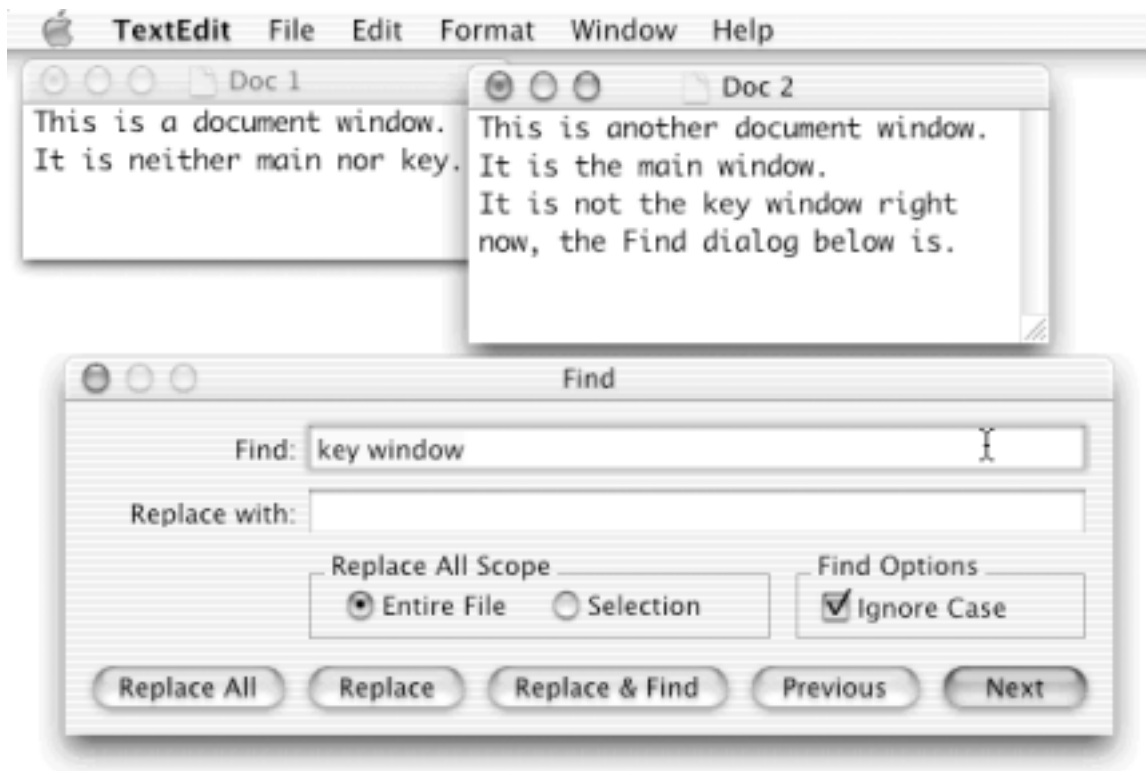 TextEdit File Edit Format Window Help
Doc 1
This is a document window.
It is neither main nor key.
Doc 2
This is another document window.
It is the main window.
It is not the key window right
now, the Find dialog below is.
Find
Find: key window
Replace with:
Replace All Scope
Entire File Selection
Find Options
Ignore Case
Replace All Replace Replace & Find Previous Next